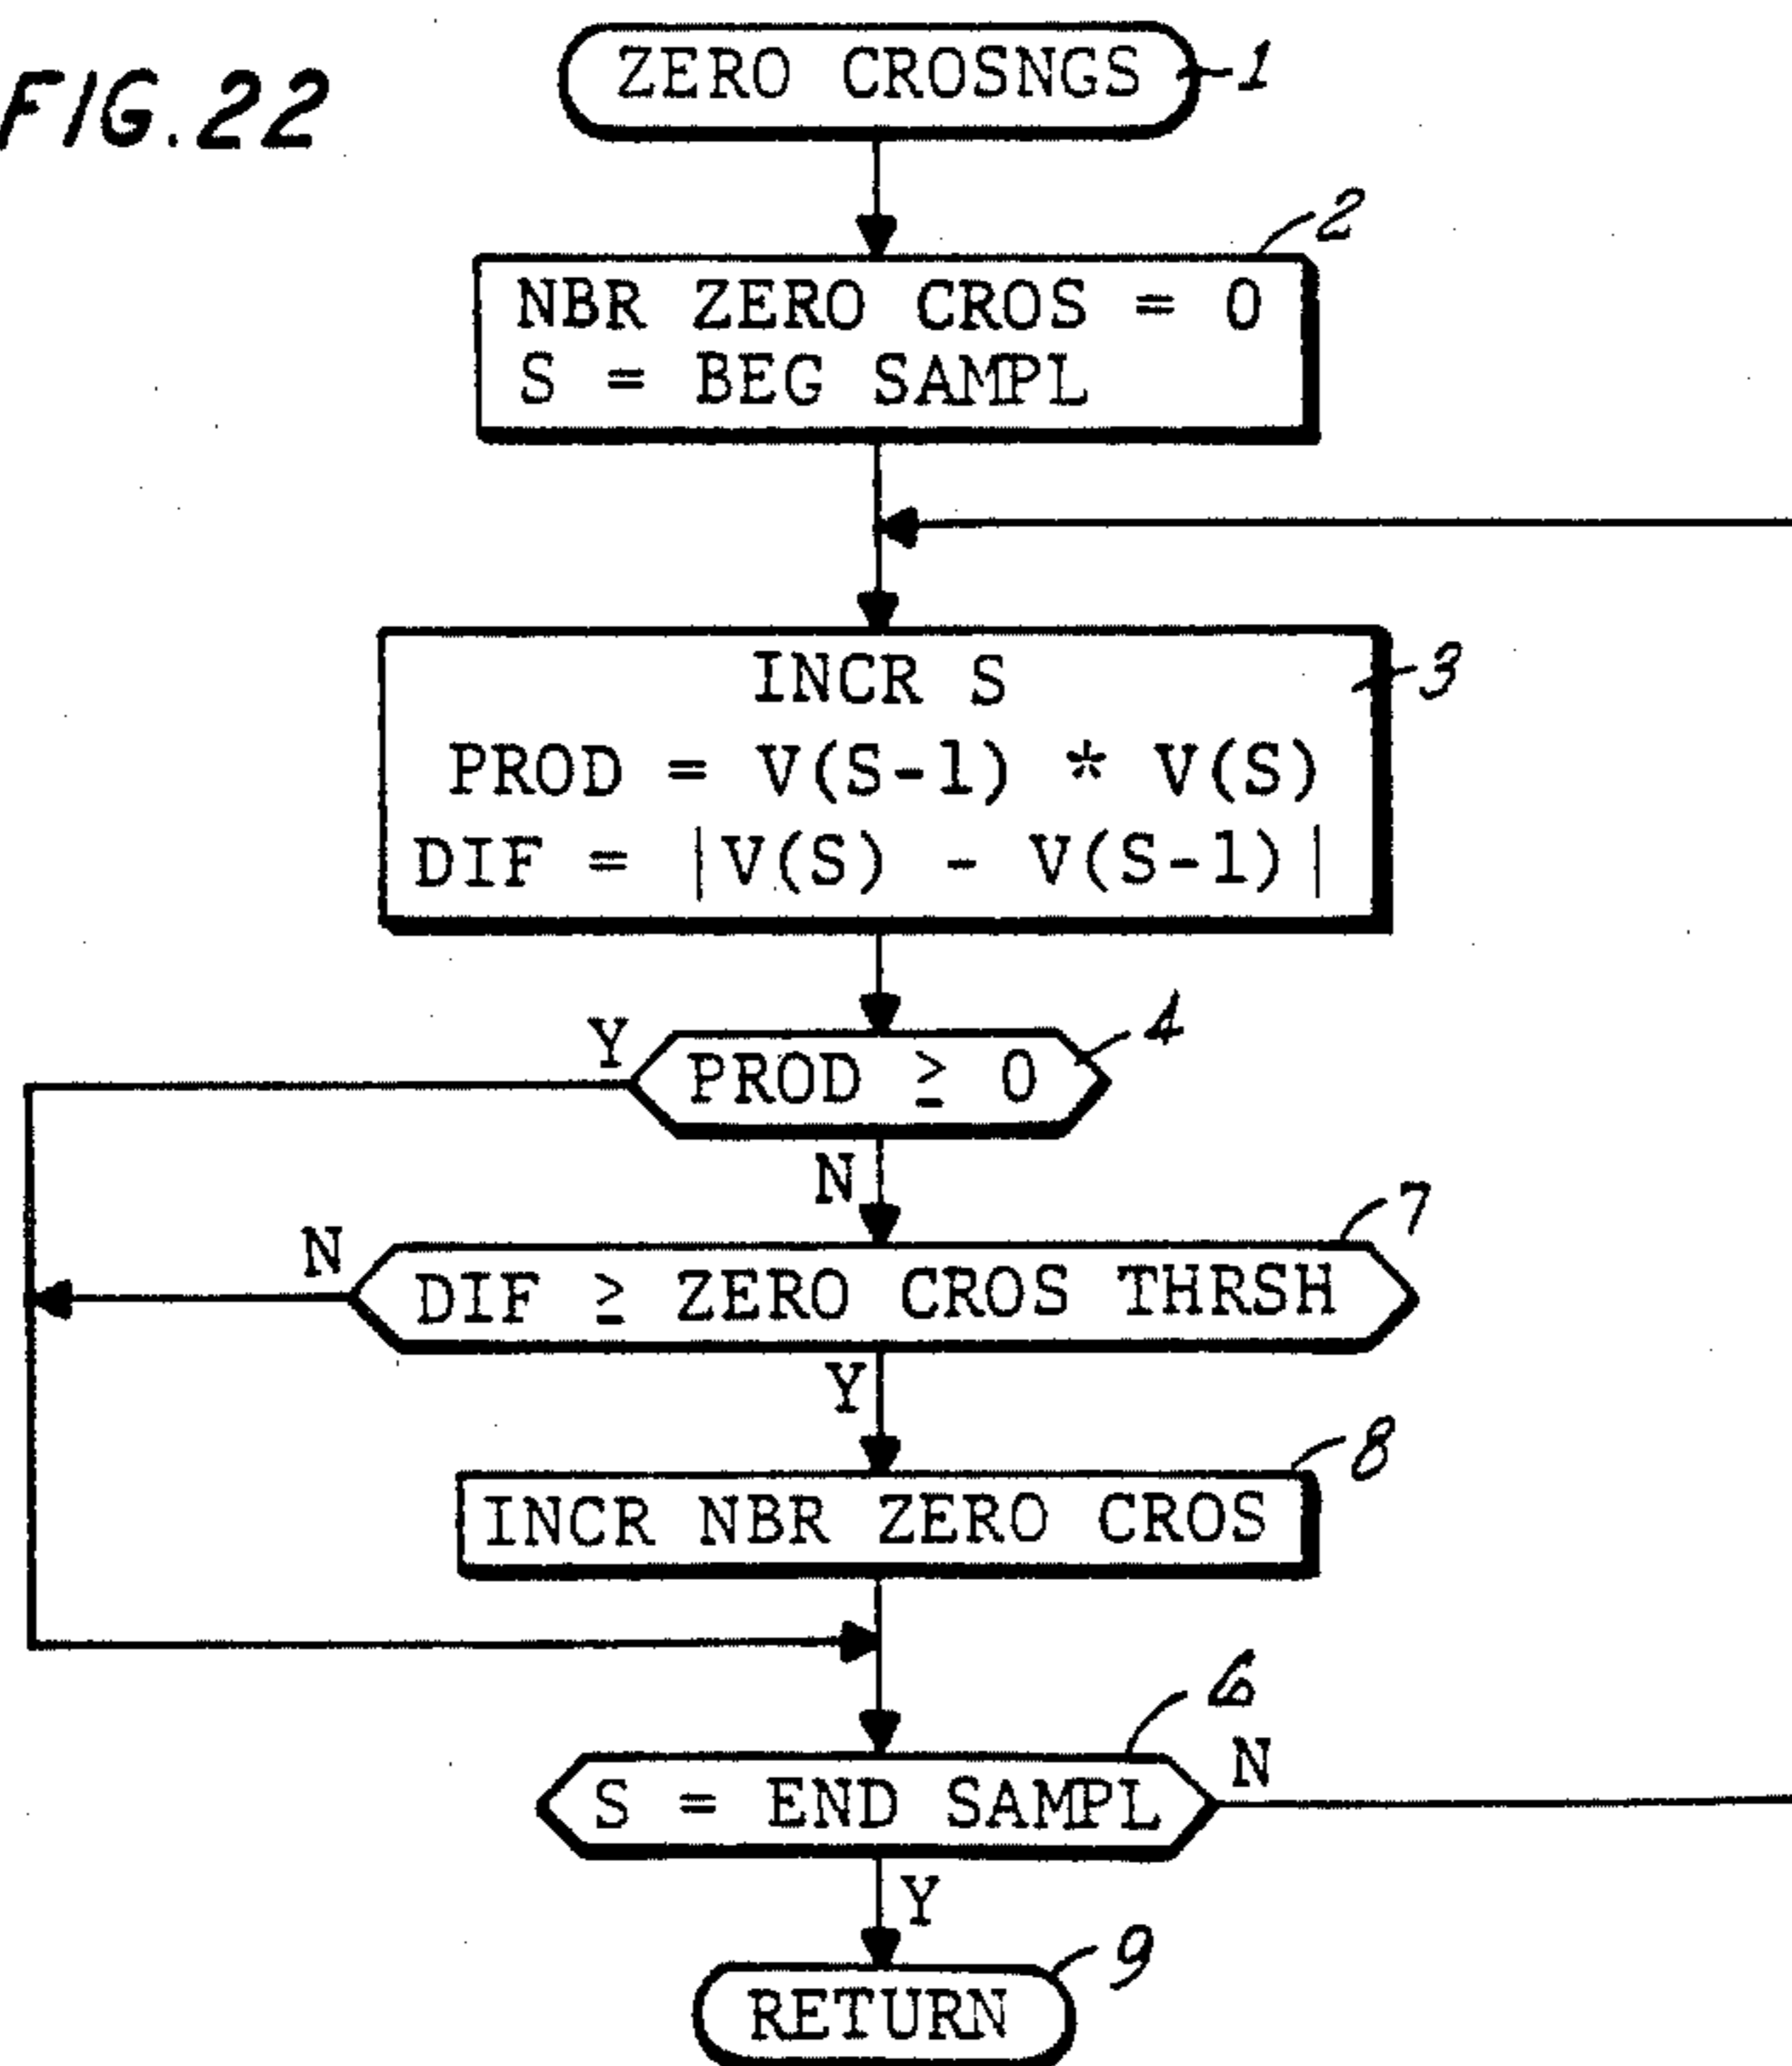 FIG. 22
ZERO CROSNGS
1
2
NBR ZERO CROS = 0
S = BEG SAMPL
3
INCR S
PROD = V(S-1) * V(S)
DIF = |V(S) - V(S-1)|
4
Y
PROD ≥ 0
N
7
N
DIF ≥ ZERO CROS THRSH
Y
8
INCR NBR ZERO CROS
6
N
S = END SAMPL
Y
9
RETURN